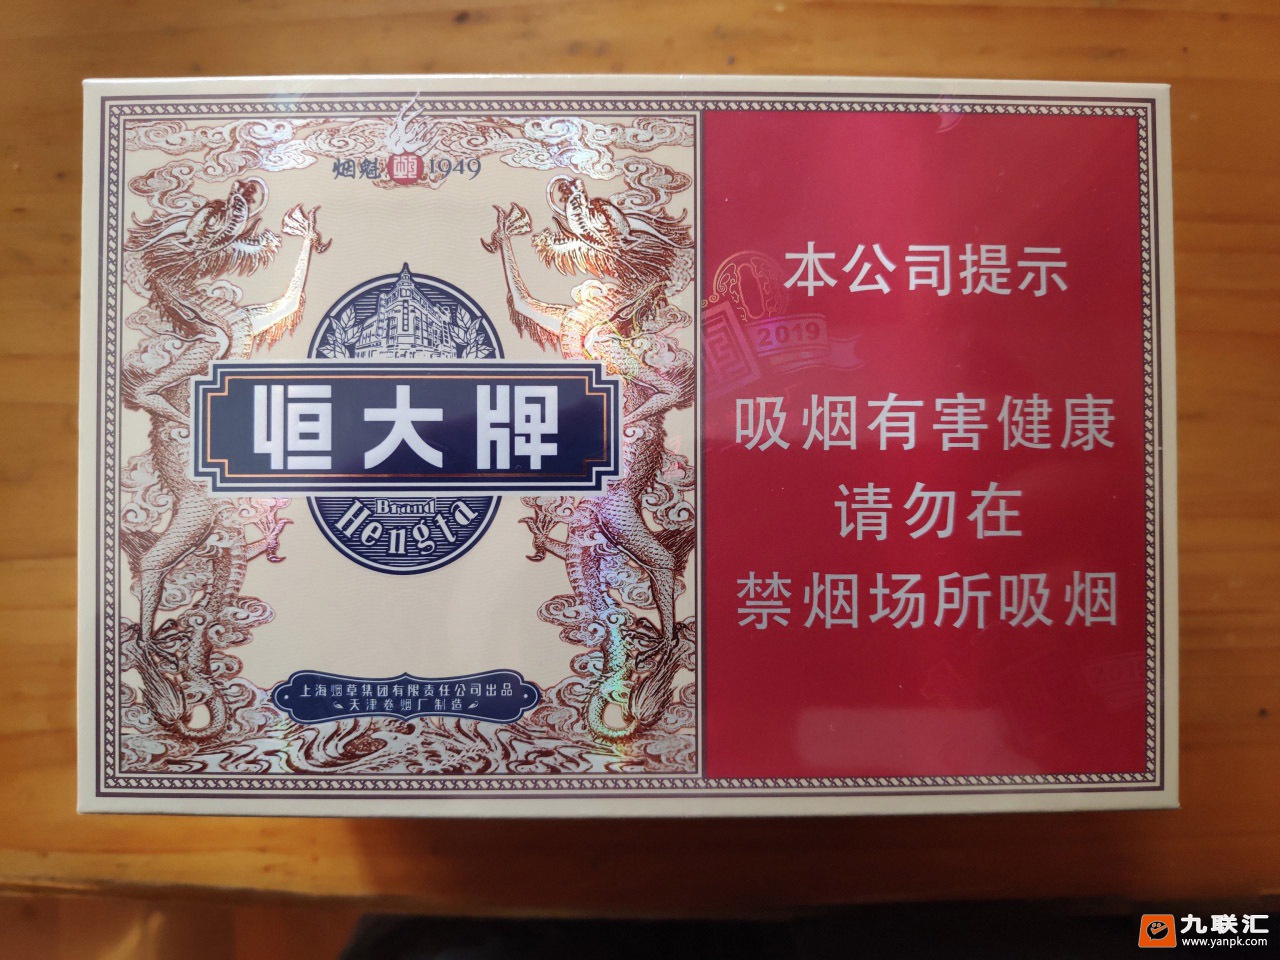 烟魁 1949
恒大牌
Brand
Hengta
上海烟草集团有限责任公司出品
天津卷烟厂制造
本公司提示
2019
吸烟有害健康
请勿在
禁烟场所吸烟
九联汇
www.yanpk.com